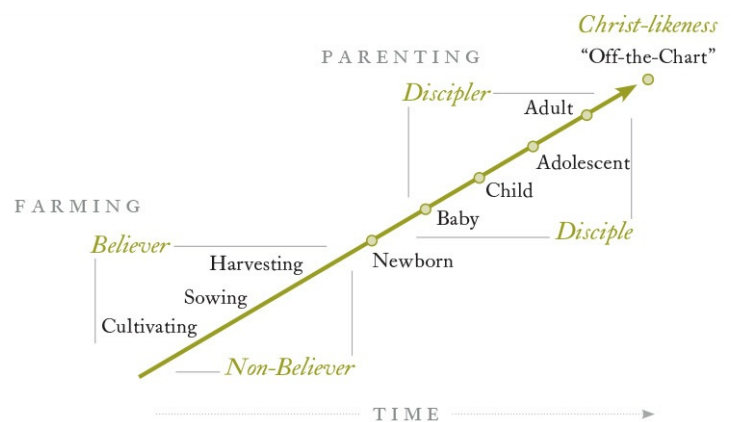 Christ-likeness
“Off-the-Chart”
PARENTING
Discipler
Adult
Adolescent
Child
Baby
Disciple
FARMING
Believer
Harvesting
Newborn
Sowing
Cultivating
Non-Believer
TIME